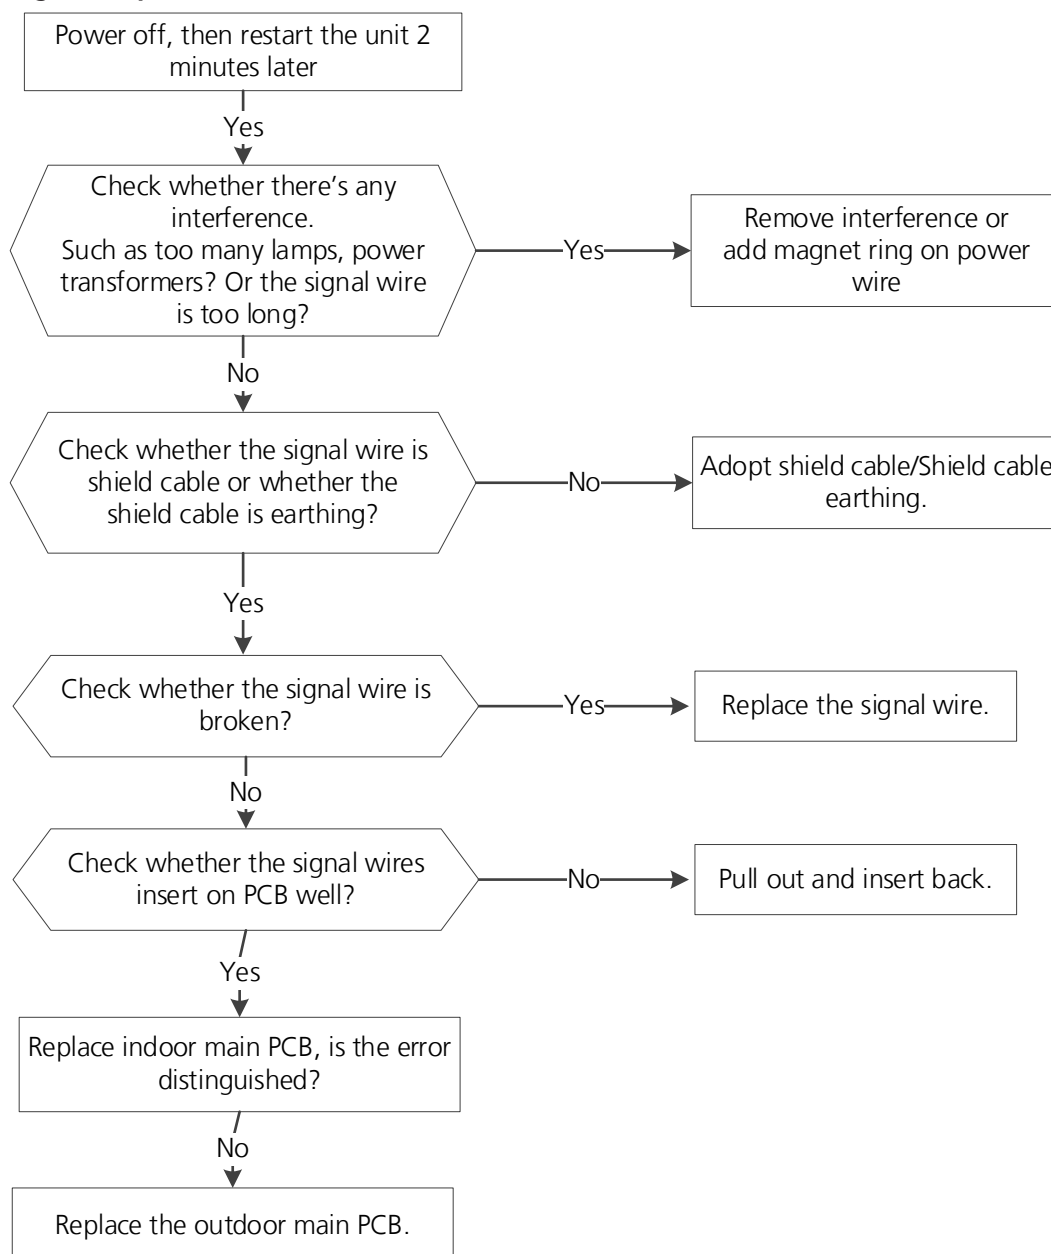 Power off, then restart the unit 2
minutes later
Yes
Check whether there's any
interference.
Such as too many lamps, power
transformers? Or the signal wire
is too long?
Yes
Remove interference or
add magnet ring on power
wire
No
Check whether the signal wire is
shield cable or whether the
shield cable is earthing?
No
Adopt shield cable/Shield cable
earthing.
Yes
Check whether the signal wire is
broken?
Yes
Replace the signal wire.
No
Check whether the signal wires
insert on PCB well?
No
Pull out and insert back.
Yes
Replace indoor main PCB, is the error
distinguished?
No
Replace the outdoor main PCB.